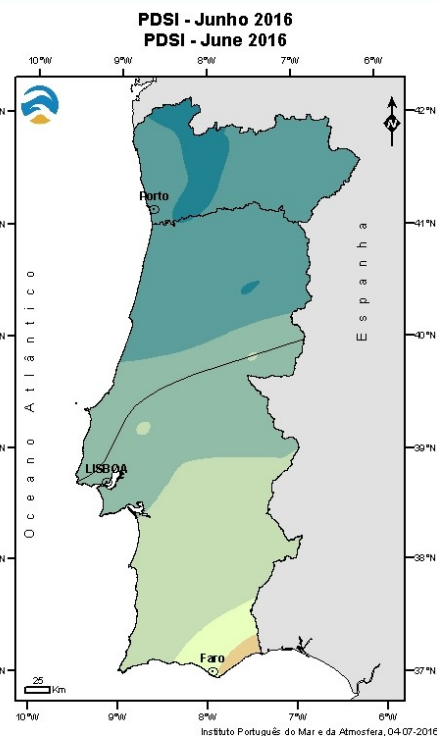 PDSI - Junho 2016
PDSI - June 2016
10°W 9°W 8°W 7°W 6°W
42°N
Porto
41°N
Oceano Atlântico
Espanha
40°N
39°N
LISBOA
38°N
Faro
37°N
25
Km
10°W 9°W 8°W 7°W 6°W
Instituto Português do Mar e da Atmosfera, 04-07-2016